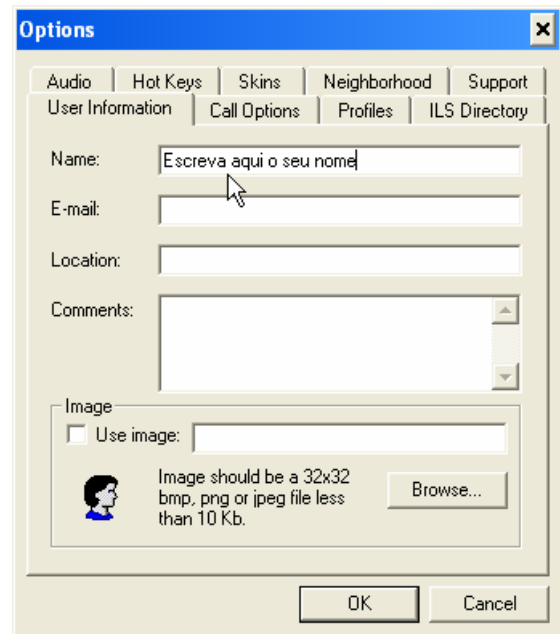 Options
Audio Hot Keys Skins Neighborhood Support
User Information Call Options Profiles ILS Directory
Name: Escreva aqui o seu nome
E-mail:
Location:
Comments:
Image
Use image:
Image should be a 32x32
bmp, png or jpeg file less
than 10 Kb.
Browse...
OK Cancel